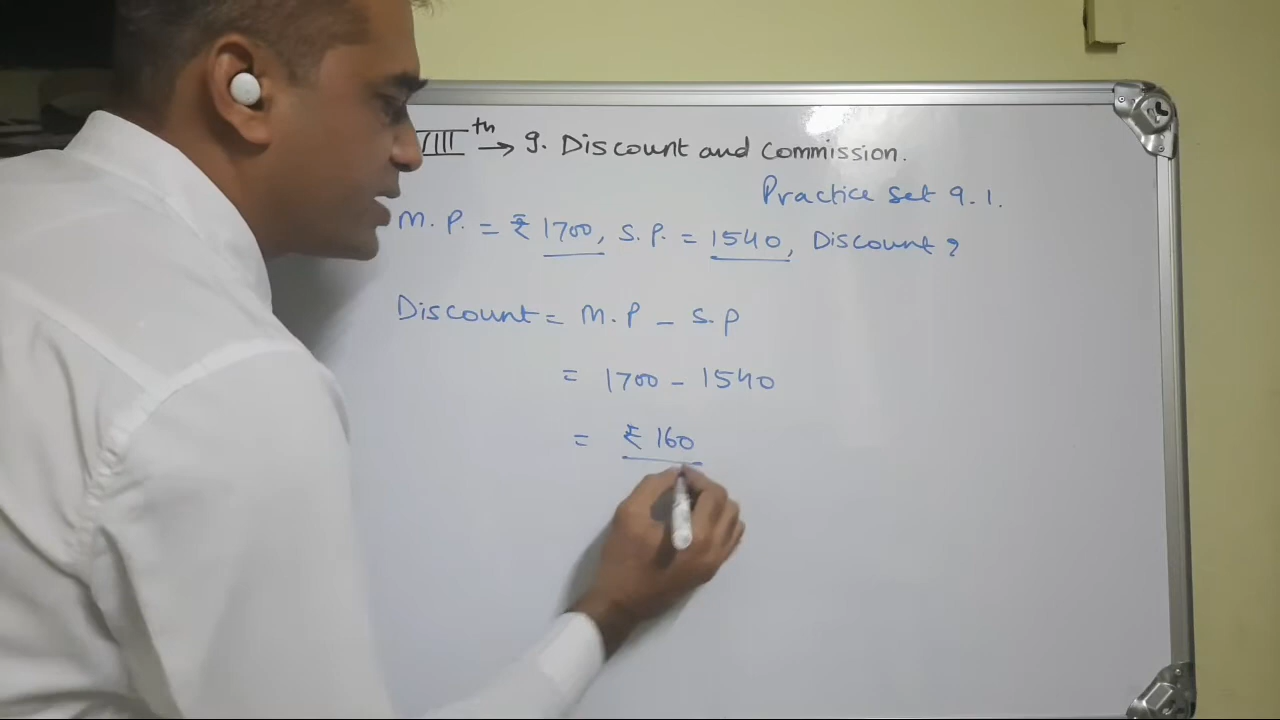 VIII th → 9. Discount and Commission.
Practice Set 9.1.
M.P. = ₹ 1700, S.P. = 1540, Discount ?
Discount = M.P - S.P
= 1700 - 1540
= ₹ 160